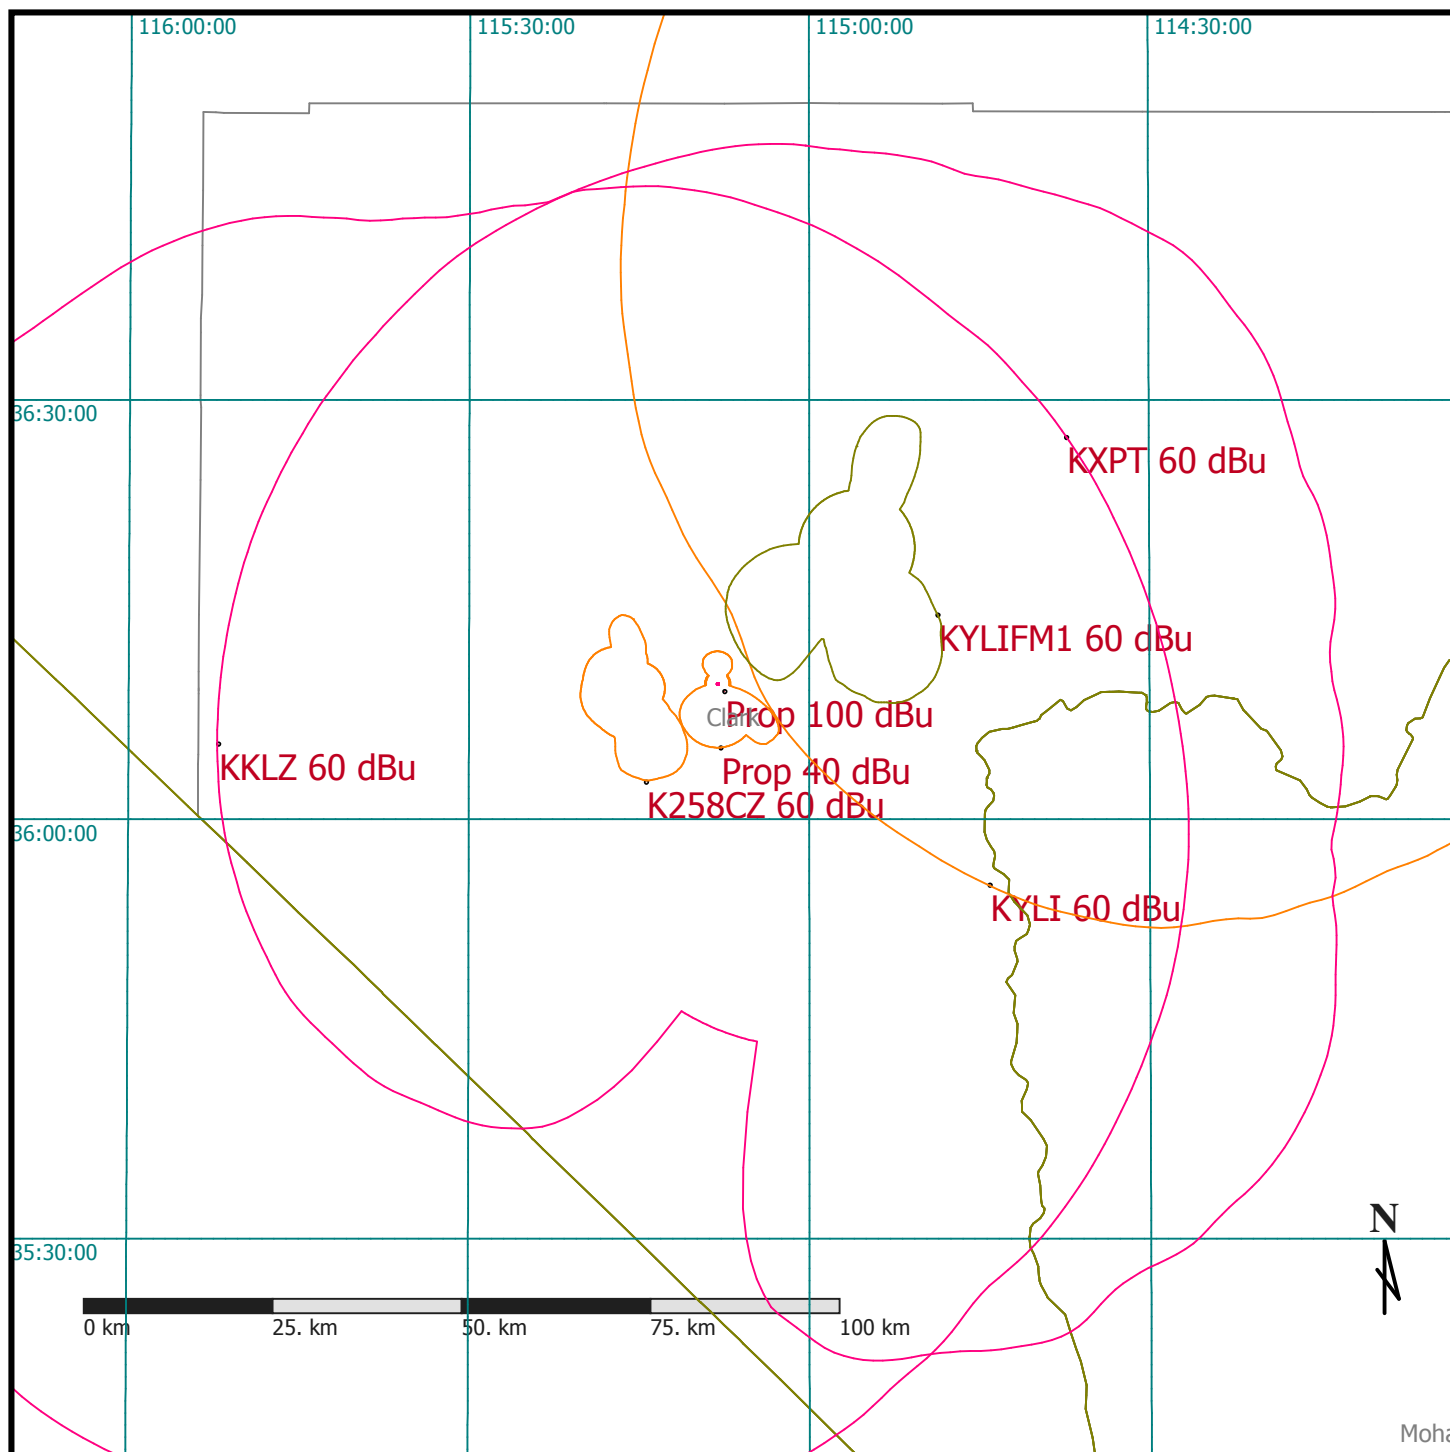 116:00:00
115:30:00
115:00:00
114:30:00
36:30:00
KXPT 60 dBu
KYLIFM1 60 dBu
Clark
Prop 100 dBu
KKLZ 60 dBu
Prop 40 dBu
K258CZ 60 dBu
36:00:00
KYLI 60 dBu
N
35:30:00
0 km
25. km
50. km
75. km
100 km
Moha